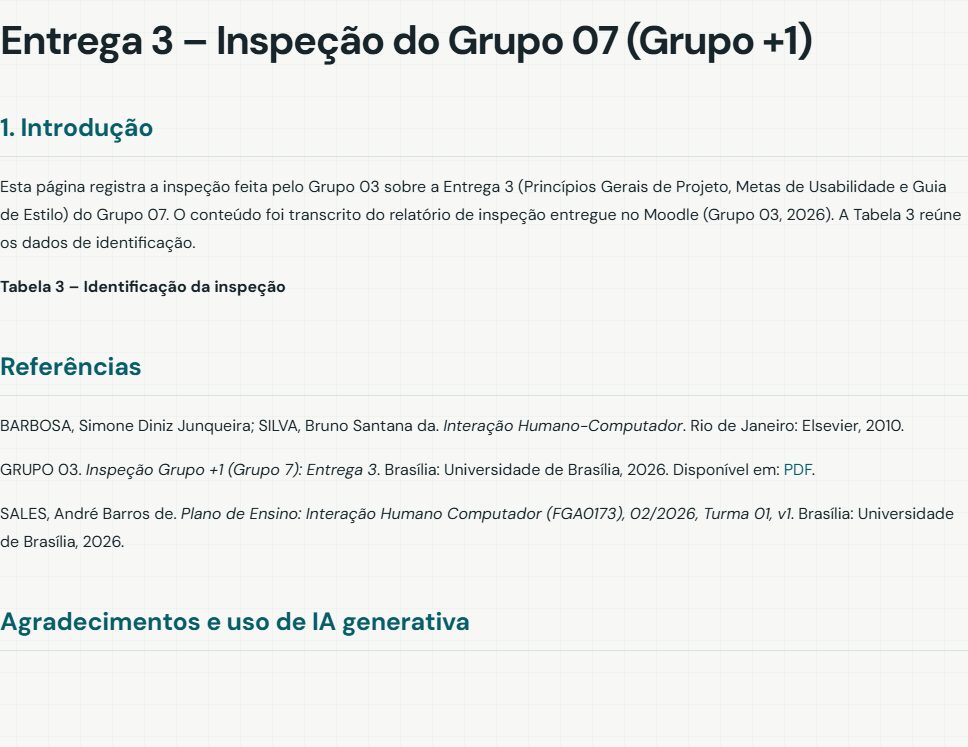 Entrega 3 – Inspeção do Grupo 07 (Grupo +1)
1. Introdução
Esta página registra a inspeção feita pelo Grupo 03 sobre a Entrega 3 (Princípios Gerais de Projeto, Metas de Usabilidade e Guia
de Estilo) do Grupo 07. O conteúdo foi transcrito do relatório de inspeção entregue no Moodle (Grupo 03, 2026). A Tabela 3 reúne
os dados de identificação.
Tabela 3 – Identificação da inspeção
Referências
BARBOSA, Simone Diniz Junqueira; SILVA, Bruno Santana da. Interação Humano-Computador. Rio de Janeiro: Elsevier, 2010.
GRUPO 03. Inspeção Grupo +1 (Grupo 7): Entrega 3. Brasília: Universidade de Brasília, 2026. Disponível em: PDF.
SALES, André Barros de. Plano de Ensino: Interação Humano Computador (FGA0173), 02/2026, Turma 01, v1. Brasília: Universidade
de Brasília, 2026.
Agradecimentos e uso de IA generativa